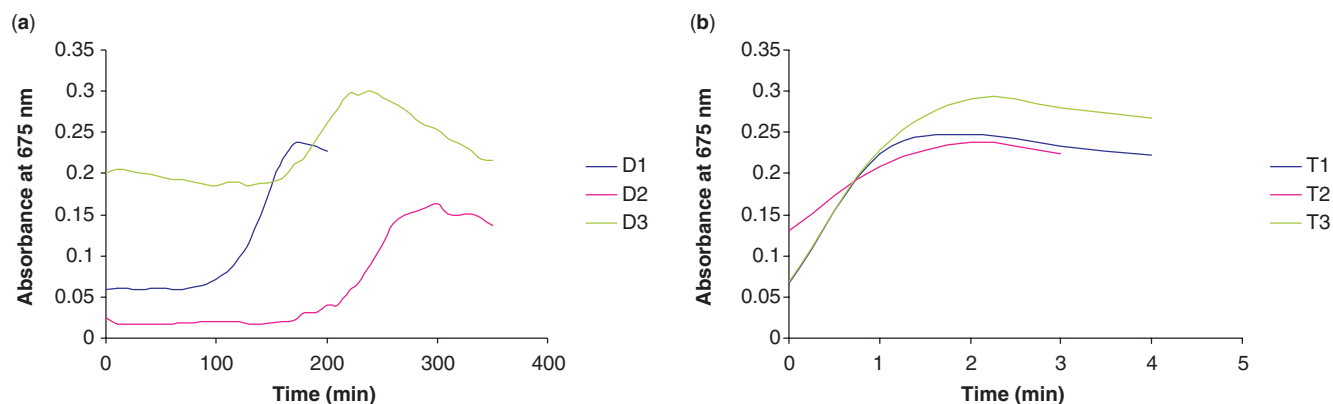 (a)
0.35
0.3
0.25
0.2
0.15
0.1
0.05
0
Absorbance at 675 nm
0 100 200 300 400
Time (min)
D1
D2
D3
(b)
0.35
0.3
0.25
0.2
0.15
0.1
0.05
0
Absorbance at 675 nm
0 1 2 3 4 5
Time (min)
T1
T2
T3